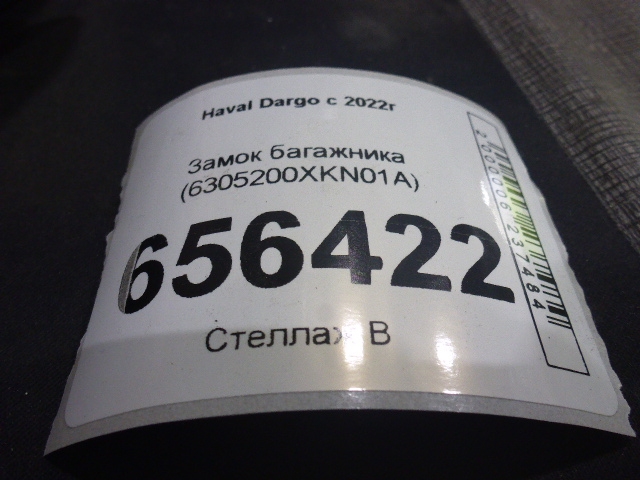 Haval Dargo с 2022г
Замок багажника
(6305200XKN01A)
656422
Стеллаж В
2000006237484